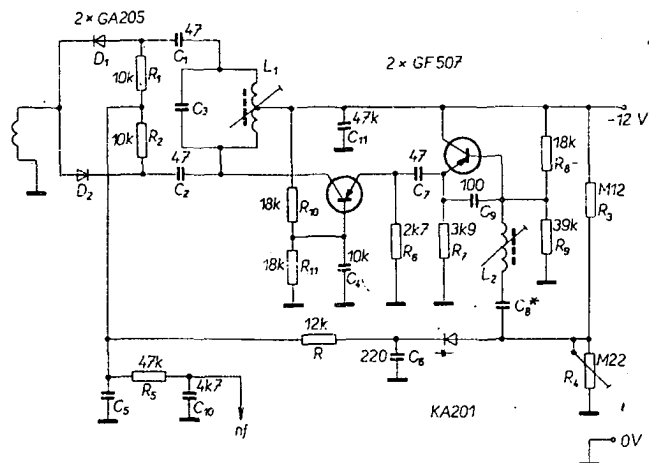 2 × GA205
47
D₁
C₁
10k
R₁
L₁
2 × GF507
C₃
47k
C₁₁
-12 V
10k
R₂
47
D₂
C₂
18k
R₁₀
18k
R₁₁
10k
C₄
47
C₇
100
C₉
2k7
R₆
3k9
R₇
18k
R₈
39k
R₉
M12
R₃
L₂
C₈*
12k
R
220
C₆
KA201
M22
R₄
47k
R₅
4k7
C₁₀
C₅
nf
0V